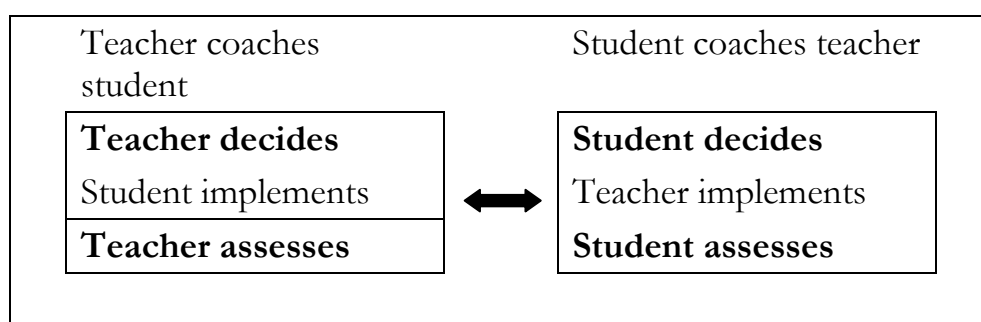 Teacher coaches
student
Teacher decides
Student implements
Teacher assesses
Student coaches teacher
Student decides
Teacher implements
Student assesses